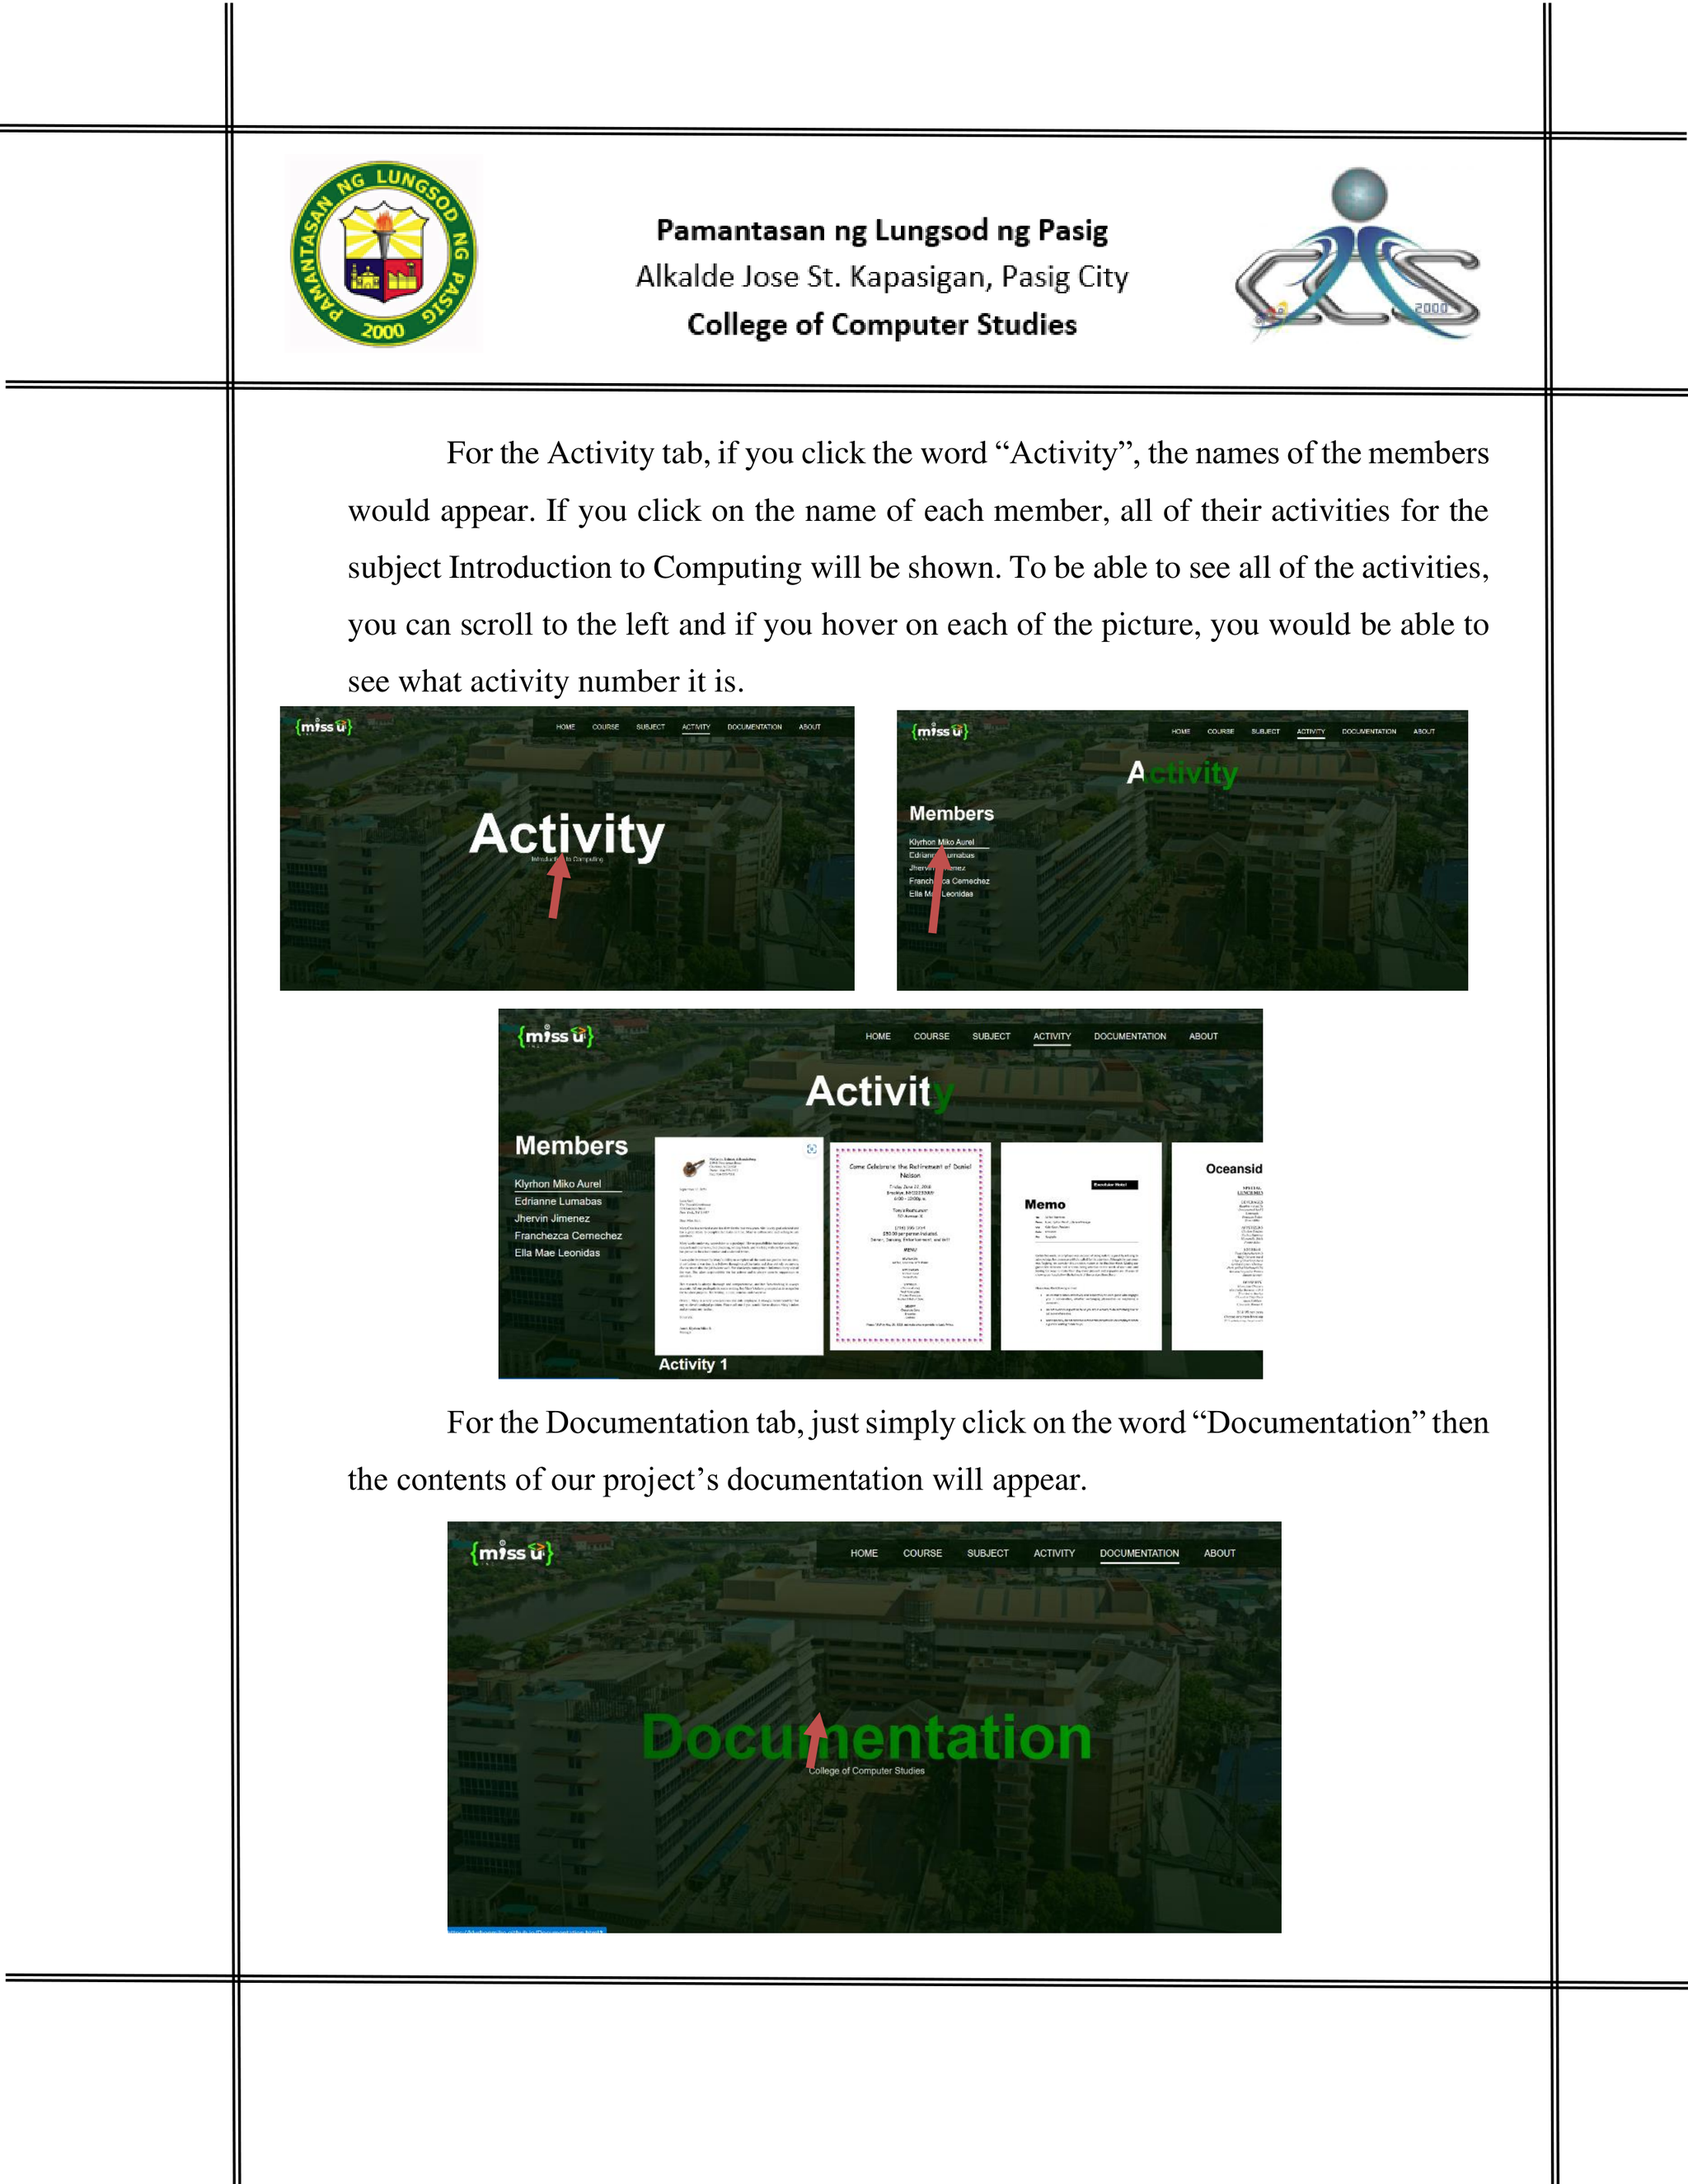 PAMANTASAN NG LUNGSOD NG PASIG
2000
Pamantasan ng Lungsod ng Pasig
Alkalde Jose St. Kapasigan, Pasig City
College of Computer Studies
CCS
2000
For the Activity tab, if you click the word “Activity”, the names of the members
would appear. If you click on the name of each member, all of their activities for the
subject Introduction to Computing will be shown. To be able to see all of the activities,
you can scroll to the left and if you hover on each of the picture, you would be able to
see what activity number it is.
{miss u}
HOME COURSE SUBJECT ACTIVITY DOCUMENTATION ABOUT
Activity
Introduction to Computing
{miss u}
HOME COURSE SUBJECT ACTIVITY DOCUMENTATION ABOUT
Activity
Members
Klyrhon Miko Aurel
Edrianne Lumabas
Jhervin Jimenez
Franchezca Cernechez
Ella Mae Leonidas
{miss u}
HOME COURSE SUBJECT ACTIVITY DOCUMENTATION ABOUT
Activity
Members
Klyrhon Miko Aurel
Edrianne Lumabas
Jhervin Jimenez
Franchezca Cernechez
Ella Mae Leonidas
Come Celebrate the Retirement of Daniel
Nelson
MENU
Memo
Oceansid
Activity 1
For the Documentation tab, just simply click on the word “Documentation” then
the contents of our project’s documentation will appear.
{miss u}
HOME COURSE SUBJECT ACTIVITY DOCUMENTATION ABOUT
Documentation
College of Computer Studies